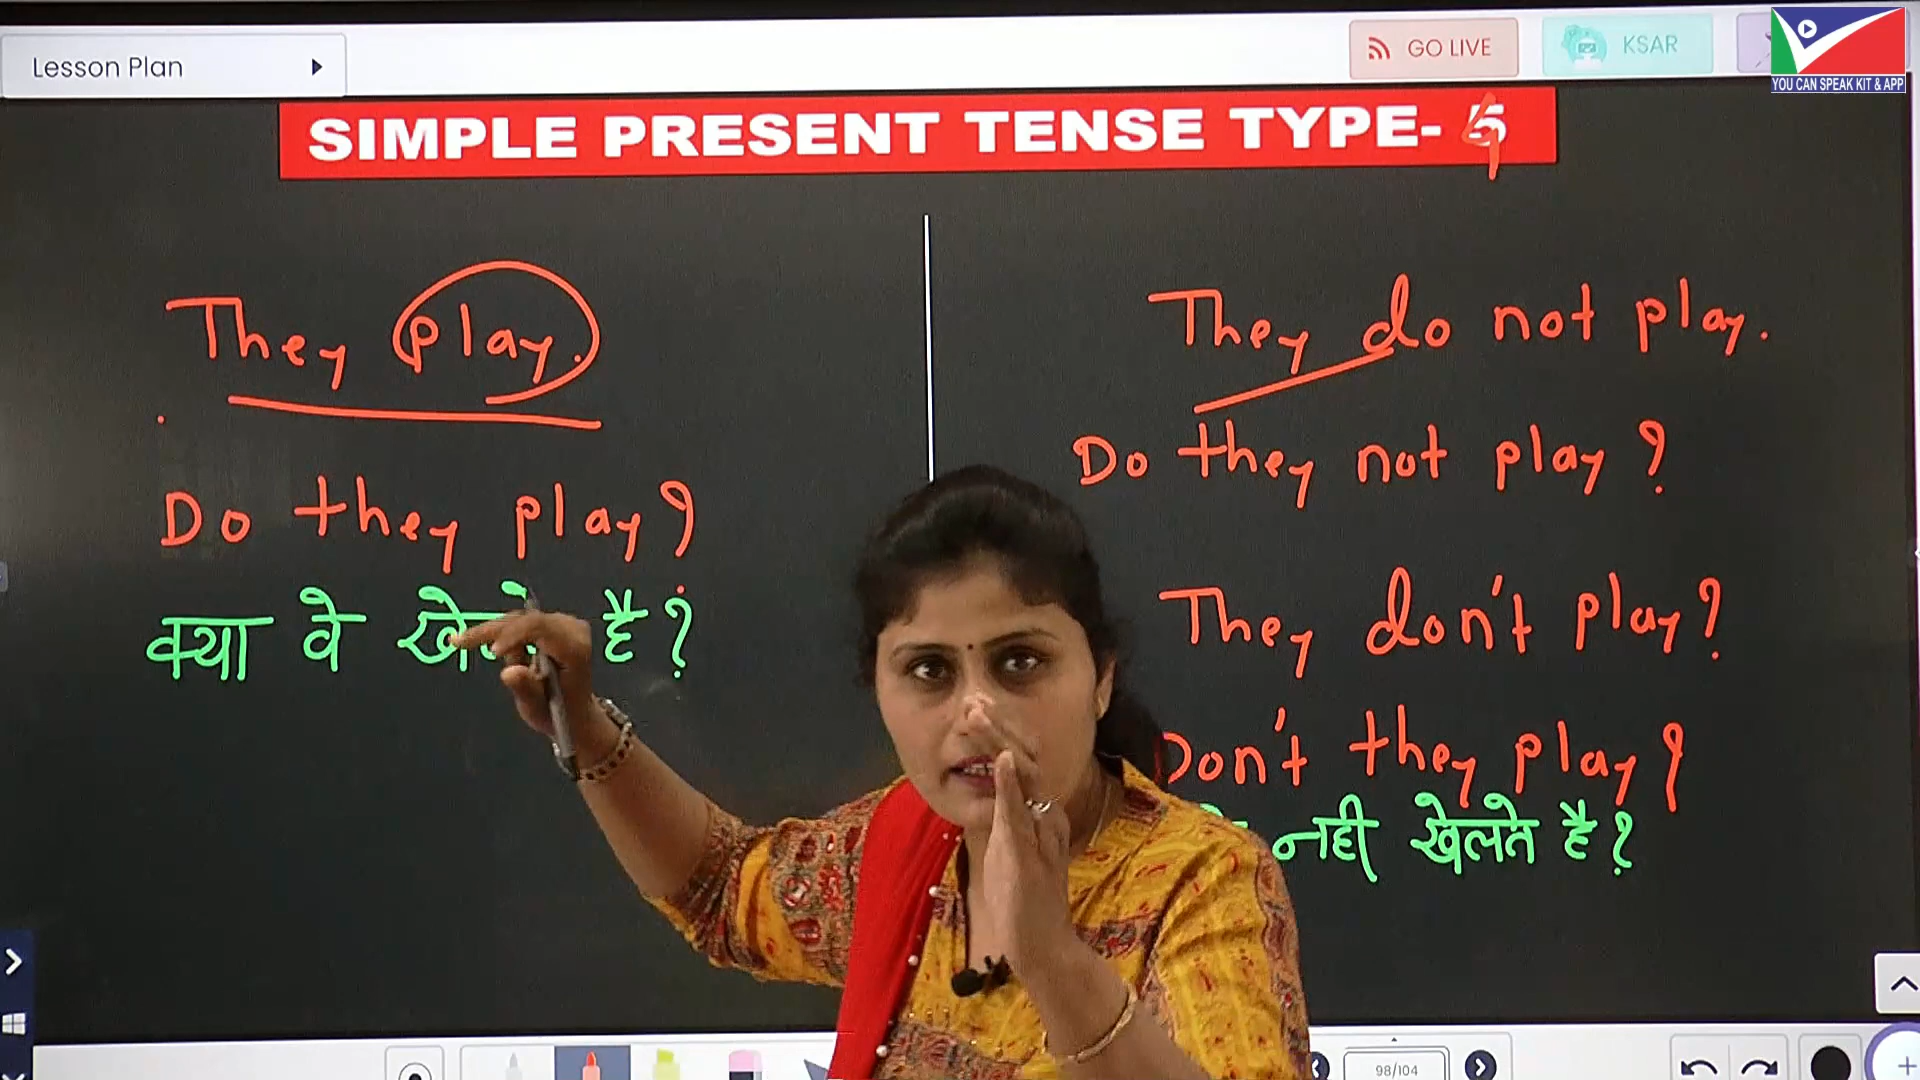 Lesson Plan
GO LIVE
KSAR
YOU CAN SPEAK KIT & APP
SIMPLE PRESENT TENSE TYPE-
They play.
Do they play?
क्या वे है?
They do not play.
Do they not play?
They don't play?
Don't they play?
नही खेलते है?
98/104